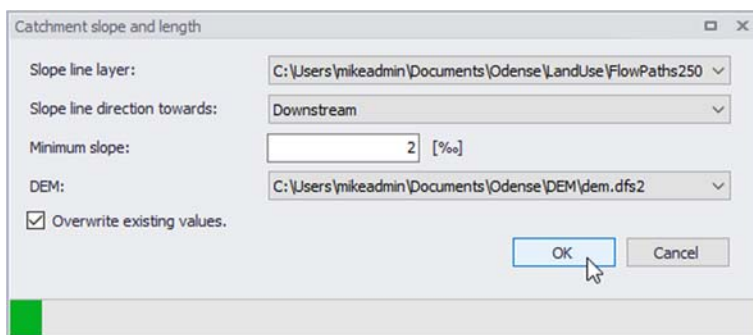 Catchment slope and length
Slope line layer: C:\Users\mikeadmin\Documents\Odense\LandUse\FlowPaths250
Slope line direction towards: Downstream
Minimum slope: 2 [‰]
DEM: C:\Users\mikeadmin\Documents\Odense\DEM\dem.dfs2
Overwrite existing values.
OK Cancel